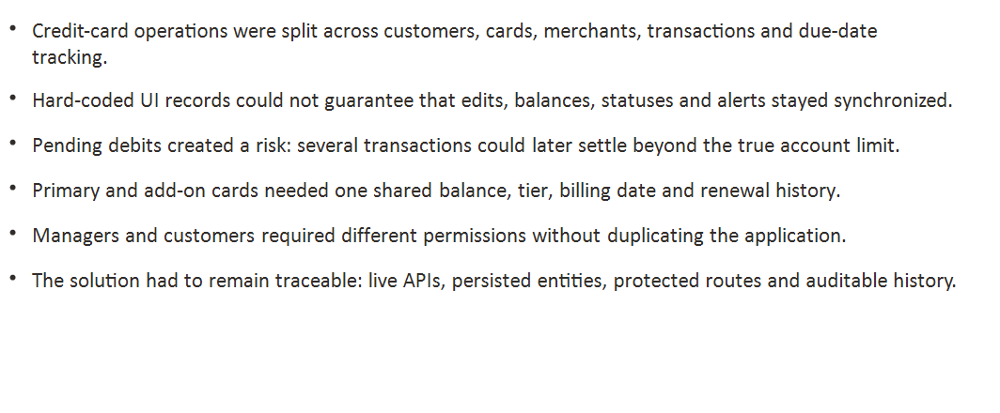 • Credit-card operations were split across customers, cards, merchants, transactions and due-date
tracking.
• Hard-coded UI records could not guarantee that edits, balances, statuses and alerts stayed synchronized.
• Pending debits created a risk: several transactions could later settle beyond the true account limit.
• Primary and add-on cards needed one shared balance, tier, billing date and renewal history.
• Managers and customers required different permissions without duplicating the application.
• The solution had to remain traceable: live APIs, persisted entities, protected routes and auditable history.